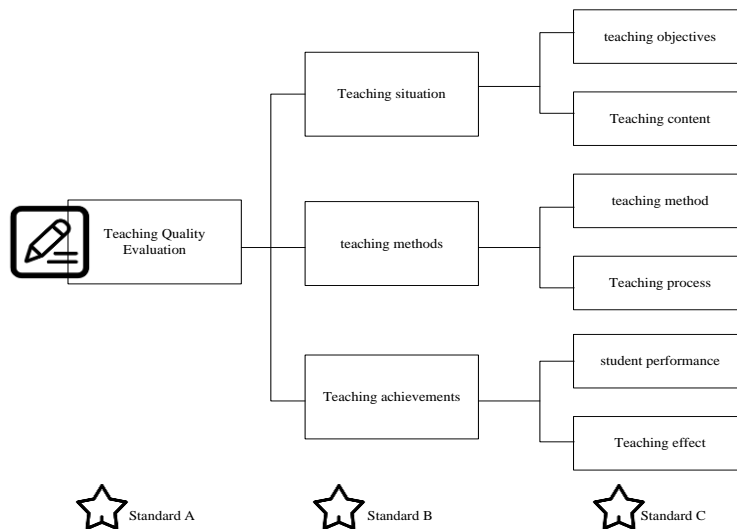 teaching objectives
Teaching situation
Teaching content
Teaching Quality
Evaluation
teaching methods
teaching method
Teaching process
Teaching achievements
student performance
Teaching effect
Standard A
Standard B
Standard C